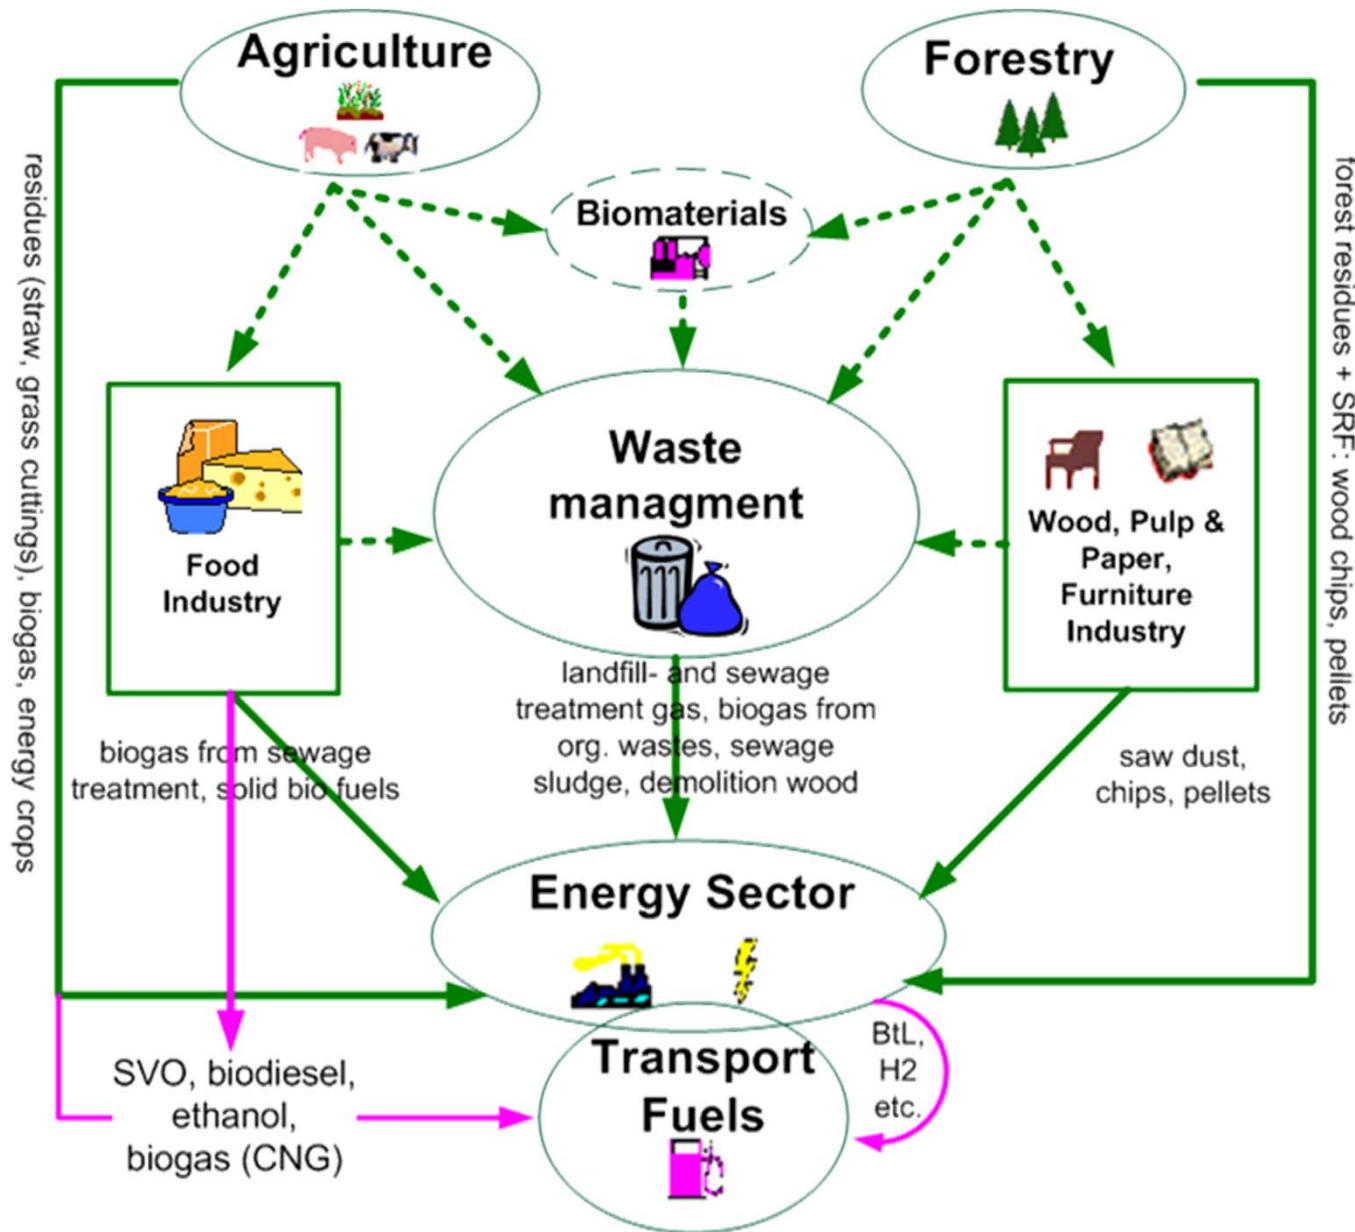 Agriculture
Forestry
Biomaterials
residues (straw, grass cuttings), biogas, energy crops
forest residues + SRF: wood chips, pellets
Waste
managment
Food
Industry
Wood, Pulp &
Paper,
Furniture
Industry
landfill- and sewage
treatment gas, biogas from
org. wastes, sewage
sludge, demolition wood
biogas from sewage
treatment, solid bio fuels
saw dust,
chips, pellets
Energy Sector
BtL,
H2
etc.
Transport
Fuels
SVO, biodiesel,
ethanol,
biogas (CNG)